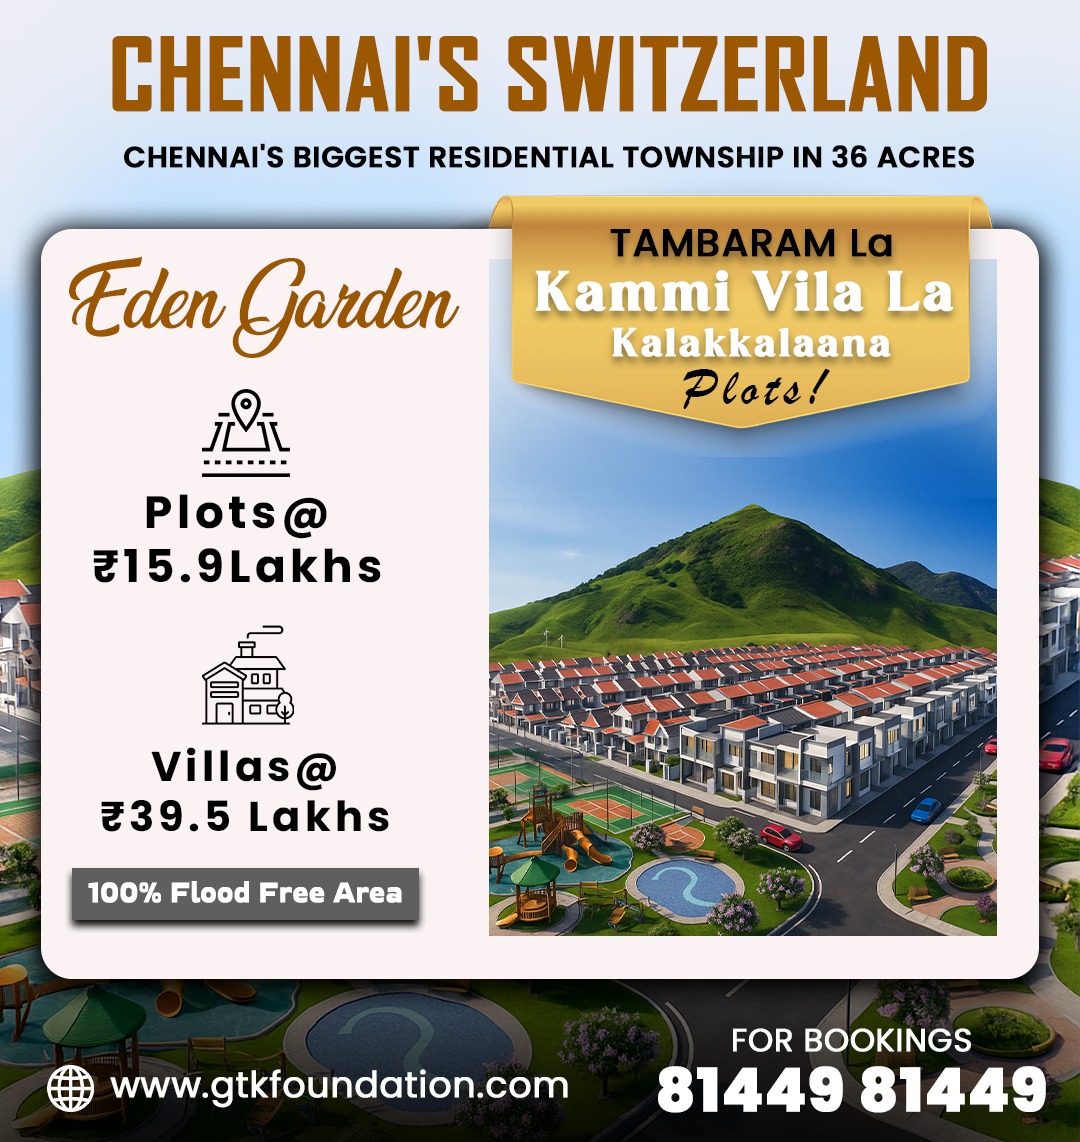 CHENNAI'S SWITZERLAND
CHENNAI'S BIGGEST RESIDENTIAL TOWNSHIP IN 36 ACRES
TAMBARAM La
Kammi Vila La
Kalakkalaana
Plots!
Eden Garden
Plots@
₹15.9Lakhs
Villas@
₹39.5 Lakhs
100% Flood Free Area
FOR BOOKINGS
www.gtkfoundation.com
81449 81449